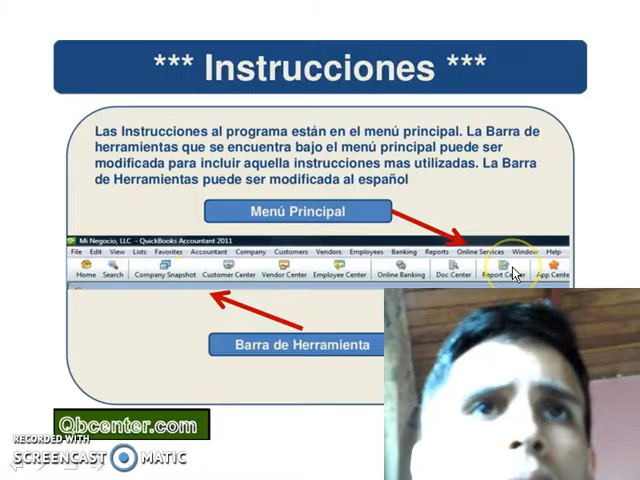 *** Instrucciones ***
Las Instrucciones al programa están en el menú principal. La Barra de
herramientas que se encuentra bajo el menú principal puede ser
modificada para incluir aquella instrucciones mas utilizadas. La Barra
de Herramientas puede ser modificada al español
Menú Principal
Mi Negocio, LLC - QuickBooks Accountant 2011
File Edit View Lists Favorites Accountant Company Customers Vendors Employees Banking Reports Online Services Window Help
Home Search Company Snapshot Customer Center Vendor Center Employee Center Online Banking Doc Center Report Center App Cente
Barra de Herramienta
Qbcenter.com
RECORDED WITH
SCREENCAST MATIC